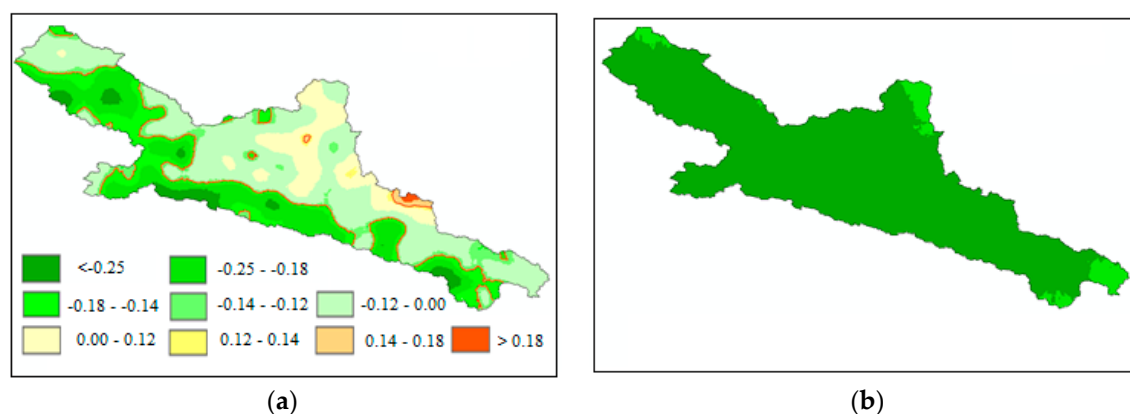 <-0.25 -0.25 - -0.18
-0.18 - -0.14 -0.14 - -0.12 -0.12 - 0.00
0.00 - 0.12 0.12 - 0.14 0.14 - 0.18 > 0.18
(a) (b)